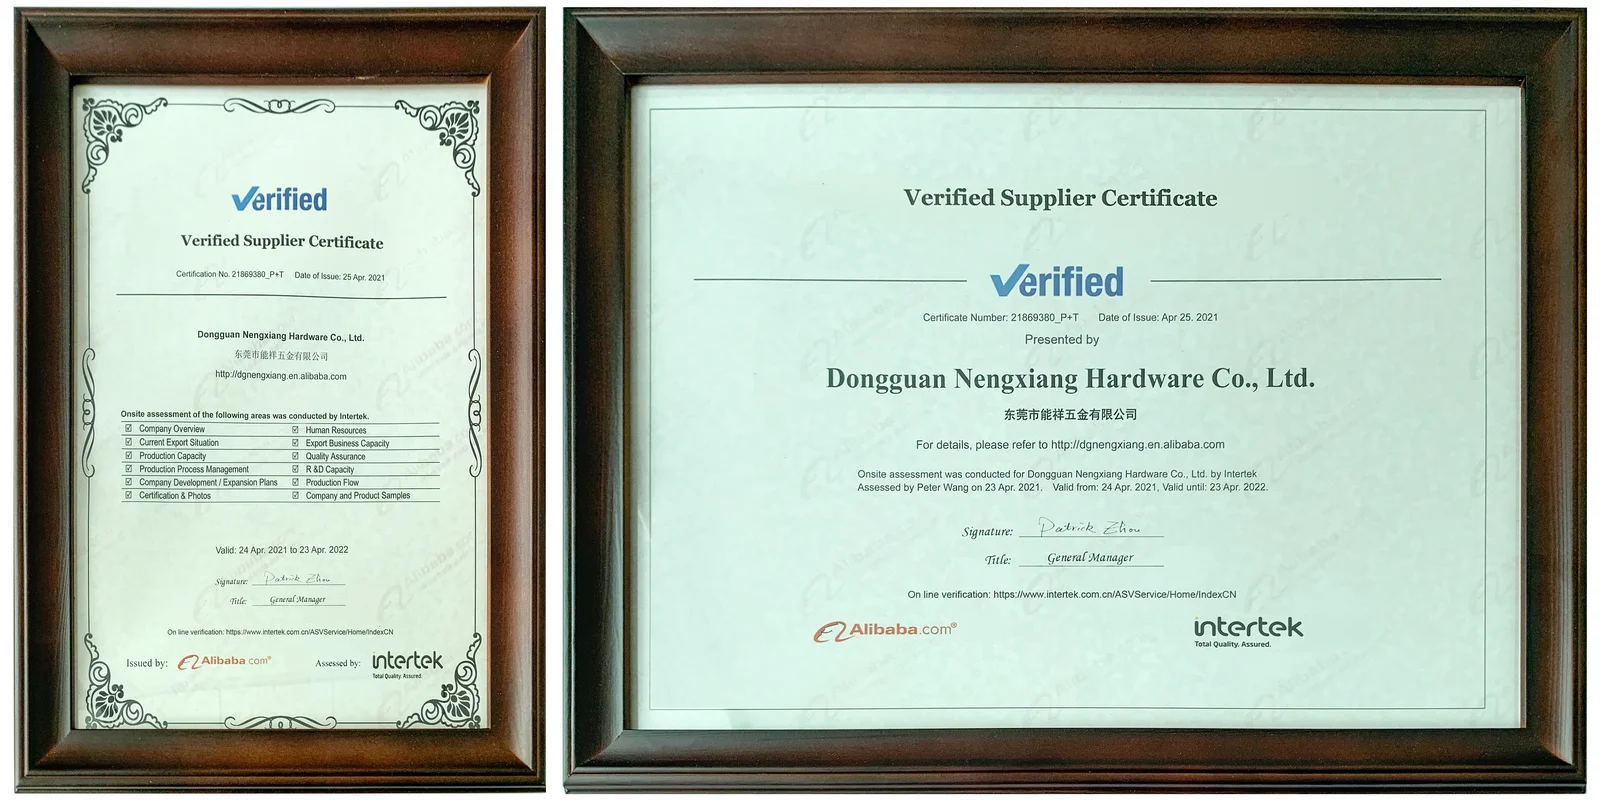 Verified
Verified Supplier Certificate
Certification No. 21869380_P+T Date of Issue: 25 Apr. 2021
Dongguan Nengxiang Hardware Co., Ltd.
东莞市能祥五金有限公司
http://dgnengxiang.en.alibaba.com
Onsite assessment of the following areas was conducted by Intertek.
☑ Company Overview ☑ Human Resources
☑ Current Export Situation ☑ Export Business Capacity
☑ Production Capacity ☑ Quality Assurance
☑ Production Process Management ☑ R &D Capacity
☑ Company Development / Expansion Plans ☑ Production Flow
☑ Certification & Photos ☑ Company and Product Samples
Valid: 24 Apr. 2021 to 23 Apr. 2022
Signature: Patrick Zhou
Title: General Manager
On line verification: https://www.intertek.com.cn/ASVService/Home/IndexCN
Issued by: Alibaba.com® Assessed by: intertek
Total Quality. Assured.
Verified Supplier Certificate
Verified
Certificate Number: 21869380_P+T Date of Issue: Apr 25. 2021
Presented by
Dongguan Nengxiang Hardware Co., Ltd.
东莞市能祥五金有限公司
For details, please refer to http://dgnengxiang.en.alibaba.com
Onsite assessment was conducted for Dongguan Nengxiang Hardware Co., Ltd. by Intertek
Assessed by Peter Wang on 23 Apr. 2021. Valid from: 24 Apr. 2021, Valid until: 23 Apr. 2022.
Signature: Patrick Zhou
Title: General Manager
On line verification: https://www.intertek.com.cn/ASVService/Home/IndexCN
Alibaba.com® intertek
Total Quality. Assured.